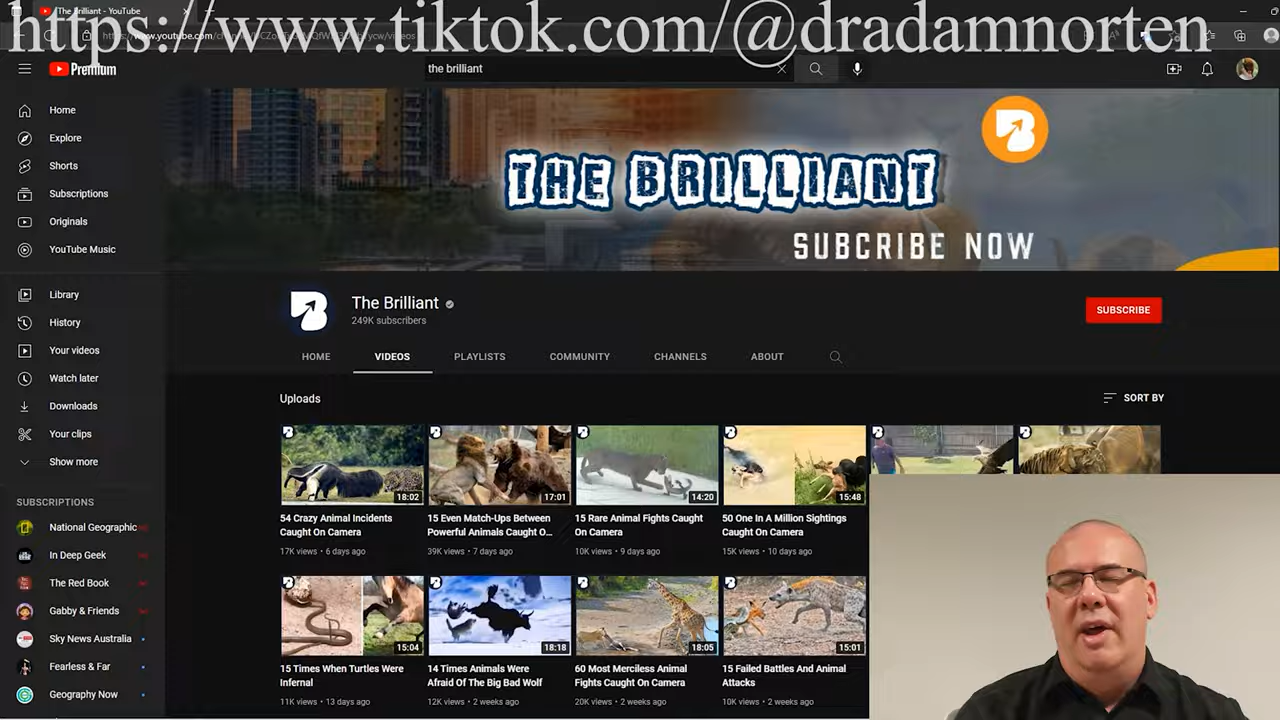 The Brilliant - YouTube
https://www.tiktok.com/@dradamnorten
Premium
the brilliant
Home
Explore
Shorts
Subscriptions
Originals
YouTube Music
Library
History
Your videos
Watch later
Downloads
Your clips
Show more
SUBSCRIPTIONS
National Geographic
In Deep Geek
The Red Book
Gabby & Friends
Sky News Australia
Fearless & Far
Geography Now
THE BRILLIANT
SUBCRIBE NOW
The Brilliant
249K subscribers
SUBSCRIBE
HOME VIDEOS PLAYLISTS COMMUNITY CHANNELS ABOUT
Uploads
SORT BY
18:02
54 Crazy Animal Incidents
Caught On Camera
17K views • 6 days ago
17:01
15 Even Match-Ups Between
Powerful Animals Caught O...
39K views • 7 days ago
14:20
15 Rare Animal Fights Caught
On Camera
10K views • 9 days ago
15:48
50 One In A Million Sightings
Caught On Camera
15K views • 10 days ago
15:04
15 Times When Turtles Were
Infernal
11K views • 13 days ago
18:18
14 Times Animals Were
Afraid Of The Big Bad Wolf
12K views • 2 weeks ago
18:05
60 Most Merciless Animal
Fights Caught On Camera
20K views • 2 weeks ago
15:01
15 Failed Battles And Animal
Attacks
10K views • 2 weeks ago